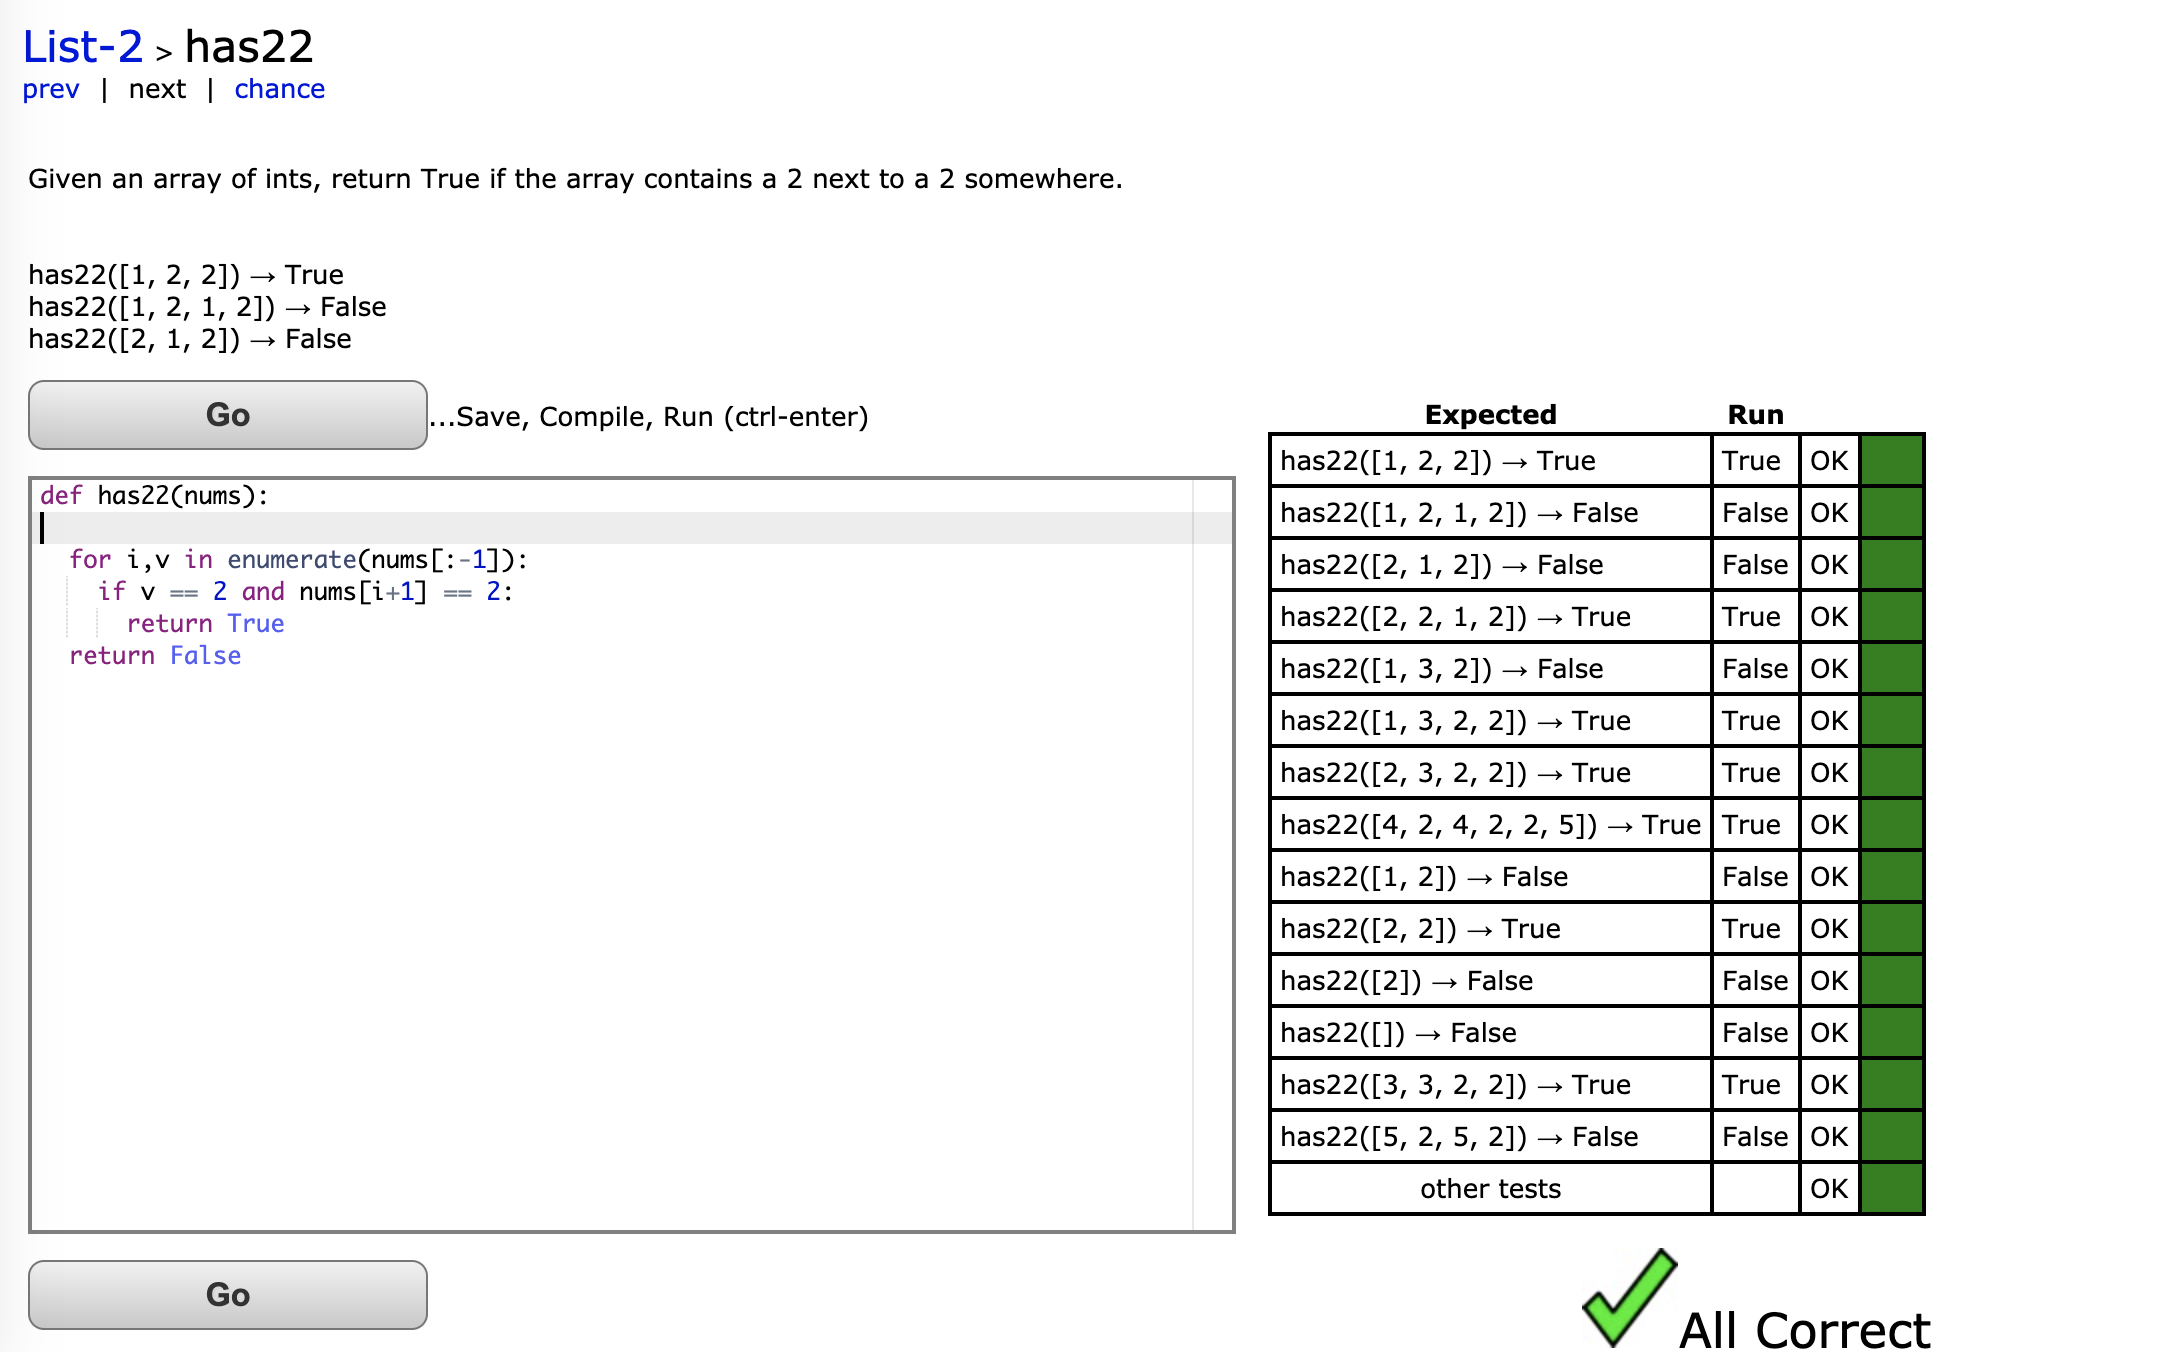 List-2 > has22
prev | next | chance
Given an array of ints, return True if the array contains a 2 next to a 2 somewhere.
has22([1, 2, 2]) → True
has22([1, 2, 1, 2]) → False
has22([2, 1, 2]) → False
Go ...Save, Compile, Run (ctrl-enter)
def has22(nums):
  for i,v in enumerate(nums[:-1]):
    if v == 2 and nums[i+1] == 2:
      return True
  return False
Go
Expected Run
has22([1, 2, 2]) → True True OK
has22([1, 2, 1, 2]) → False False OK
has22([2, 1, 2]) → False False OK
has22([2, 2, 1, 2]) → True True OK
has22([1, 3, 2]) → False False OK
has22([1, 3, 2, 2]) → True True OK
has22([2, 3, 2, 2]) → True True OK
has22([4, 2, 4, 2, 2, 5]) → True True OK
has22([1, 2]) → False False OK
has22([2, 2]) → True True OK
has22([2]) → False False OK
has22([]) → False False OK
has22([3, 3, 2, 2]) → True True OK
has22([5, 2, 5, 2]) → False False OK
other tests OK
All Correct